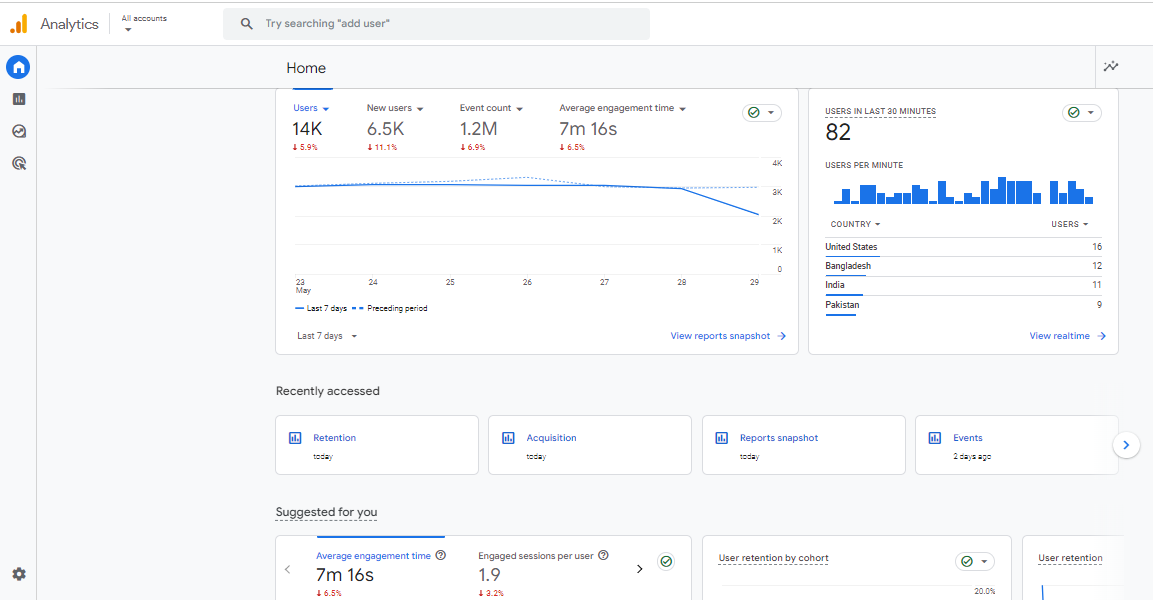 Analytics
All accounts
Try searching "add user"
Home
Users
New users
Event count
Average engagement time
14K
6.5K
1.2M
7m 16s
5.9%
11.1%
6.9%
6.5%
4K
3K
2K
1K
0
23 24 25 26 27 28 29
May
Last 7 days Preceding period
Last 7 days
View reports snapshot
USERS IN LAST 30 MINUTES
82
USERS PER MINUTE
COUNTRY USERS
United States 16
Bangladesh 12
India 11
Pakistan 9
View realtime
Recently accessed
Retention
today
Acquisition
today
Reports snapshot
today
Events
2 days ago
Suggested for you
Average engagement time
7m 16s
6.5%
Engaged sessions per user
1.9
3.2%
User retention by cohort
20.0%
User retention